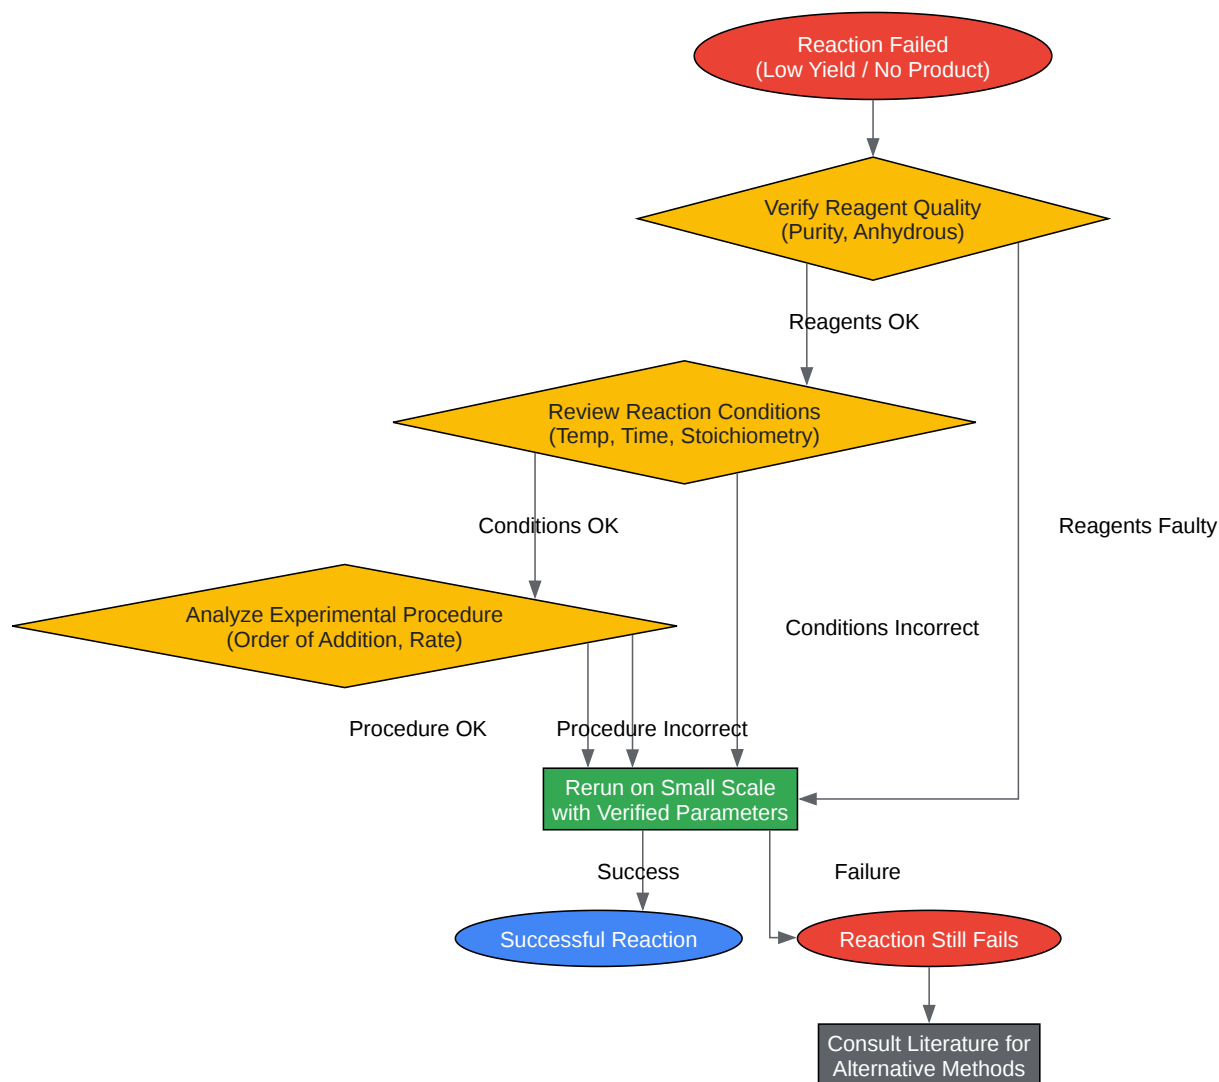 Reaction Failed
(Low Yield / No Product)
Verify Reagent Quality
(Purity, Anhydrous)
Reagents OK
Review Reaction Conditions
(Temp, Time, Stoichiometry)
Conditions OK
Reagents Faulty
Analyze Experimental Procedure
(Order of Addition, Rate)
Conditions Incorrect
Procedure OK
Procedure Incorrect
Rerun on Small Scale
with Verified Parameters
Success
Failure
Successful Reaction
Reaction Still Fails
Consult Literature for
Alternative Methods